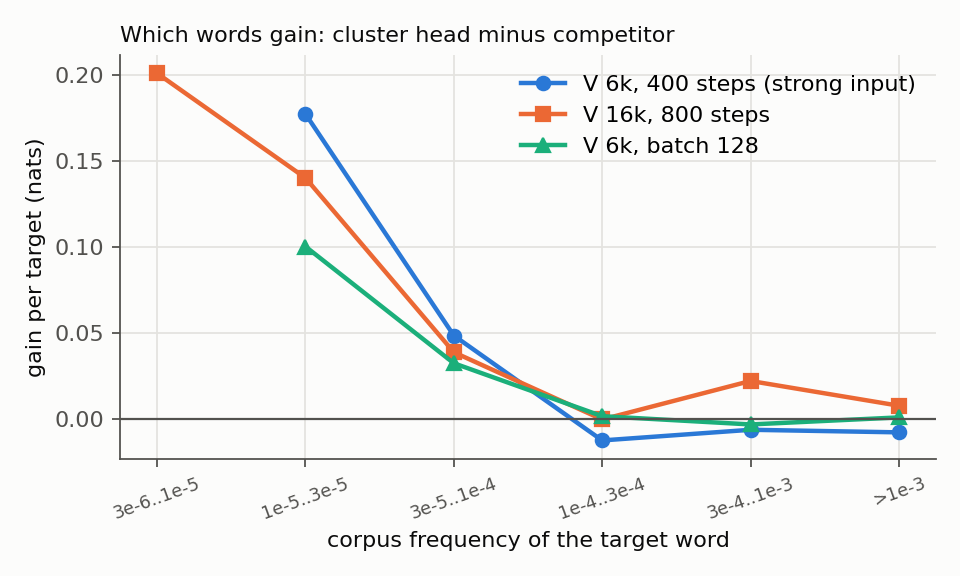 Which words gain: cluster head minus competitor
V 6k, 400 steps (strong input)
V 16k, 800 steps
V 6k, batch 128
gain per target (nats)
0.20
0.15
0.10
0.05
0.00
3e-6..1e-5
1e-5..3e-5
3e-5..1e-4
1e-4..3e-4
3e-4..1e-3
>1e-3
corpus frequency of the target word